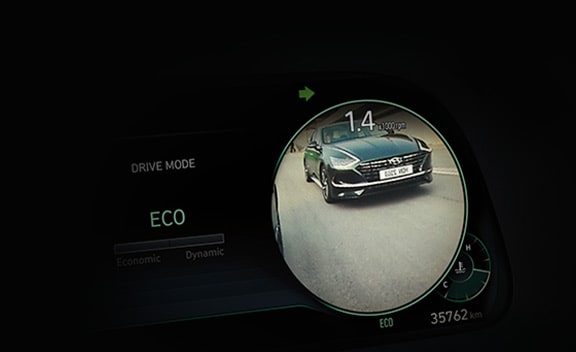 1.4 x1000rpm
DRIVE MODE
ECO
Economic Dynamic
H
C
ECO
35762 km